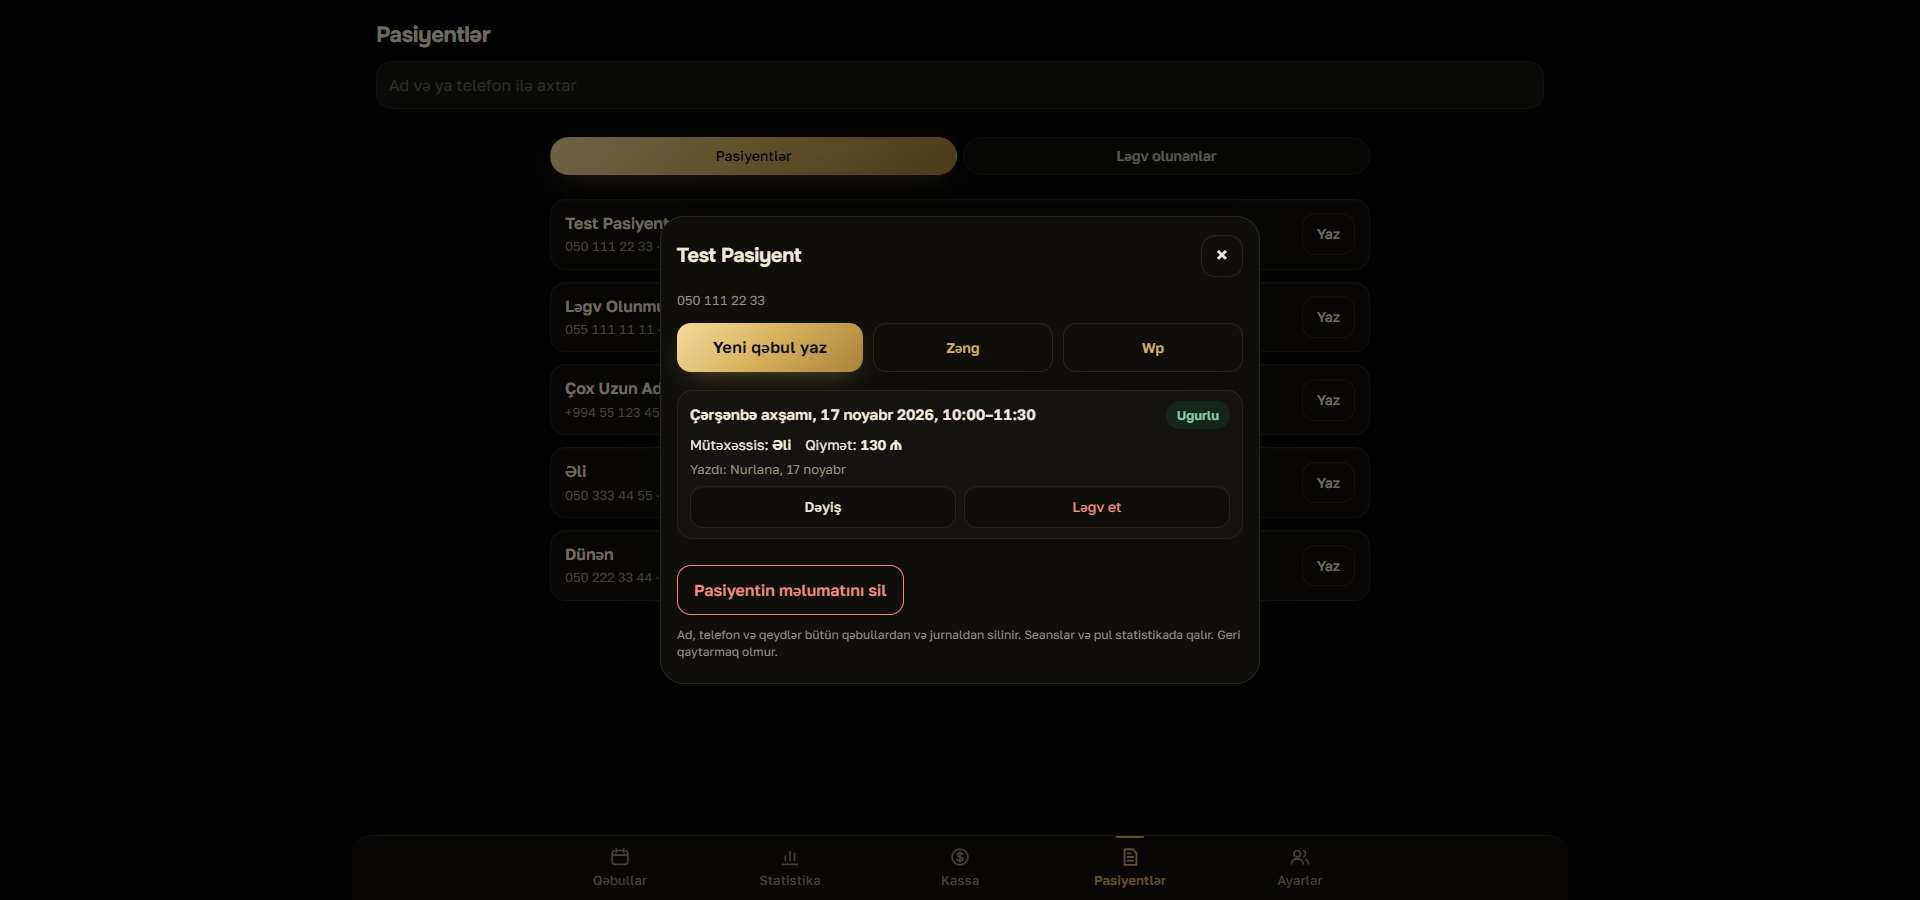 Pasiyentlər
Ad və ya telefon ilə axtar
Pasiyentlər
Ləgv olunanlar
Test Pasiyent
050 111 22 33 -
Yaz
Ləgv Olunmu
055 111 11 11 -
Yaz
Çox Uzun Ad
+994 55 123 45
Yaz
Əli
050 333 44 55 -
Yaz
Dünən
050 222 33 44 -
Yaz
Test Pasiyent
×
050 111 22 33
Yeni qəbul yaz
Zəng
Wp
Çərşənbə axşamı, 17 noyabr 2026, 10:00–11:30
Ugurlu
Mütəxəssis: Əli Qiymət: 130 ₼
Yazdı: Nurlana, 17 noyabr
Dəyiş
Ləgv et
Pasiyentin məlumatını sil
Ad, telefon və qeydlər bütün qəbullardan və jurnaldan silinir. Seanslar və pul statistikada qalır. Geri
qaytarmaq olmur.
Qəbullar
Statistika
Kassa
Pasiyentlər
Ayarlar